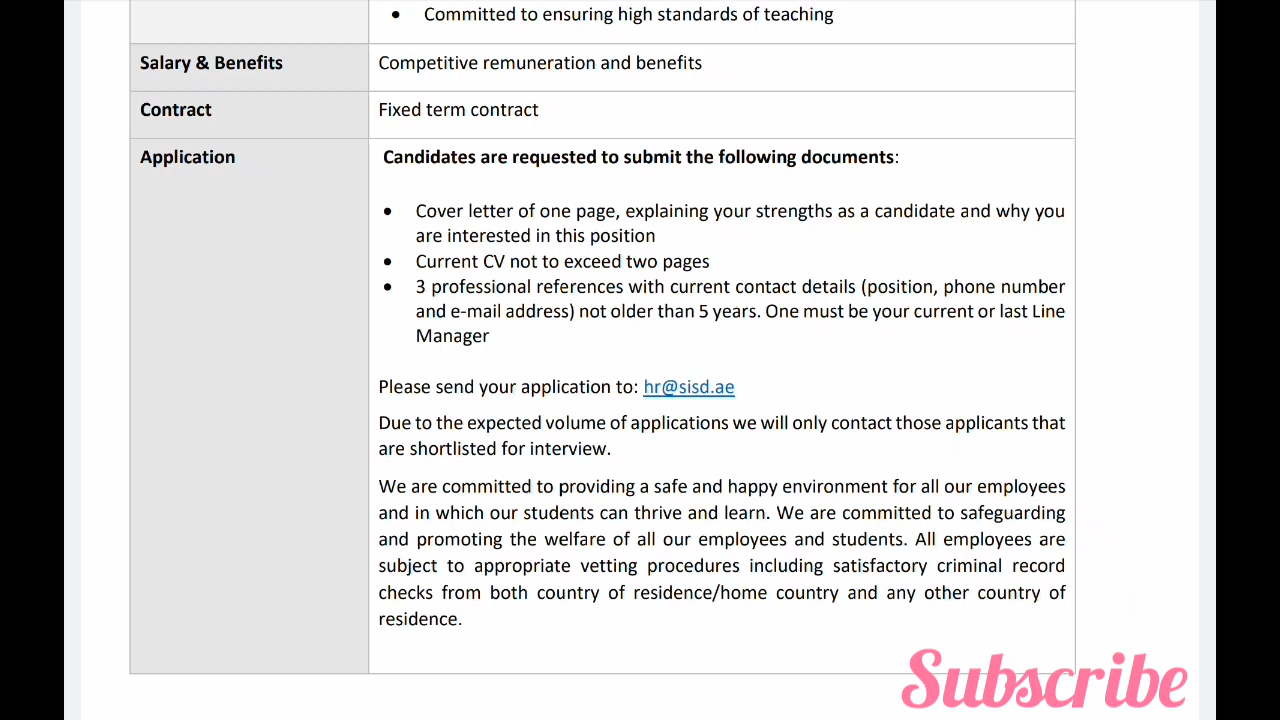 • Committed to ensuring high standards of teaching
Salary & Benefits
Competitive remuneration and benefits
Contract
Fixed term contract
Application
Candidates are requested to submit the following documents:
• Cover letter of one page, explaining your strengths as a candidate and why you
are interested in this position
• Current CV not to exceed two pages
• 3 professional references with current contact details (position, phone number
and e-mail address) not older than 5 years. One must be your current or last Line
Manager
Please send your application to: hr@sisd.ae
Due to the expected volume of applications we will only contact those applicants that
are shortlisted for interview.
We are committed to providing a safe and happy environment for all our employees
and in which our students can thrive and learn. We are committed to safeguarding
and promoting the welfare of all our employees and students. All employees are
subject to appropriate vetting procedures including satisfactory criminal record
checks from both country of residence/home country and any other country of
residence.
Subscribe